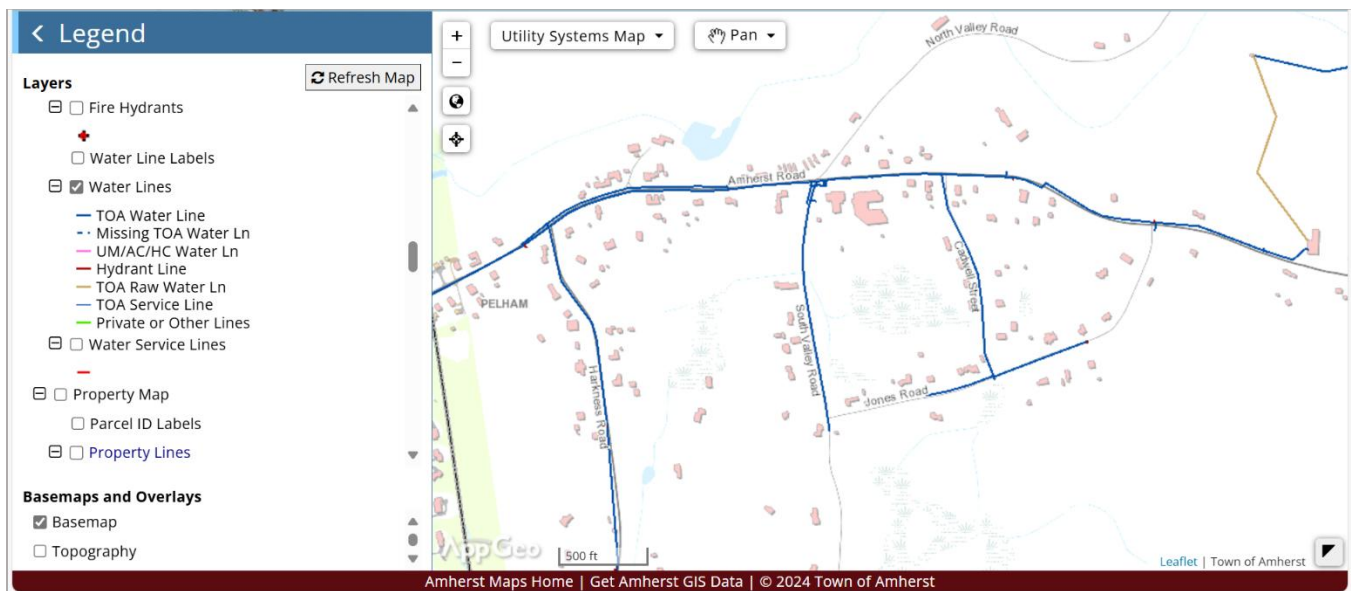 Legend
Layers
Refresh Map
Fire Hydrants
Water Line Labels
Water Lines
TOA Water Line
Missing TOA Water Ln
UM/AC/HC Water Ln
Hydrant Line
TOA Raw Water Ln
TOA Service Line
Private or Other Lines
Water Service Lines
Property Map
Parcel ID Labels
Property Lines
Basemaps and Overlays
Basemap
Topography
+
−
Utility Systems Map
Pan
North Valley Road
Amherst Road
PELHAM
Harkness Road
South Valley Road
Cadwell Street
Jones Road
AppGeo
500 ft
Leaflet | Town of Amherst
Amherst Maps Home | Get Amherst GIS Data | © 2024 Town of Amherst